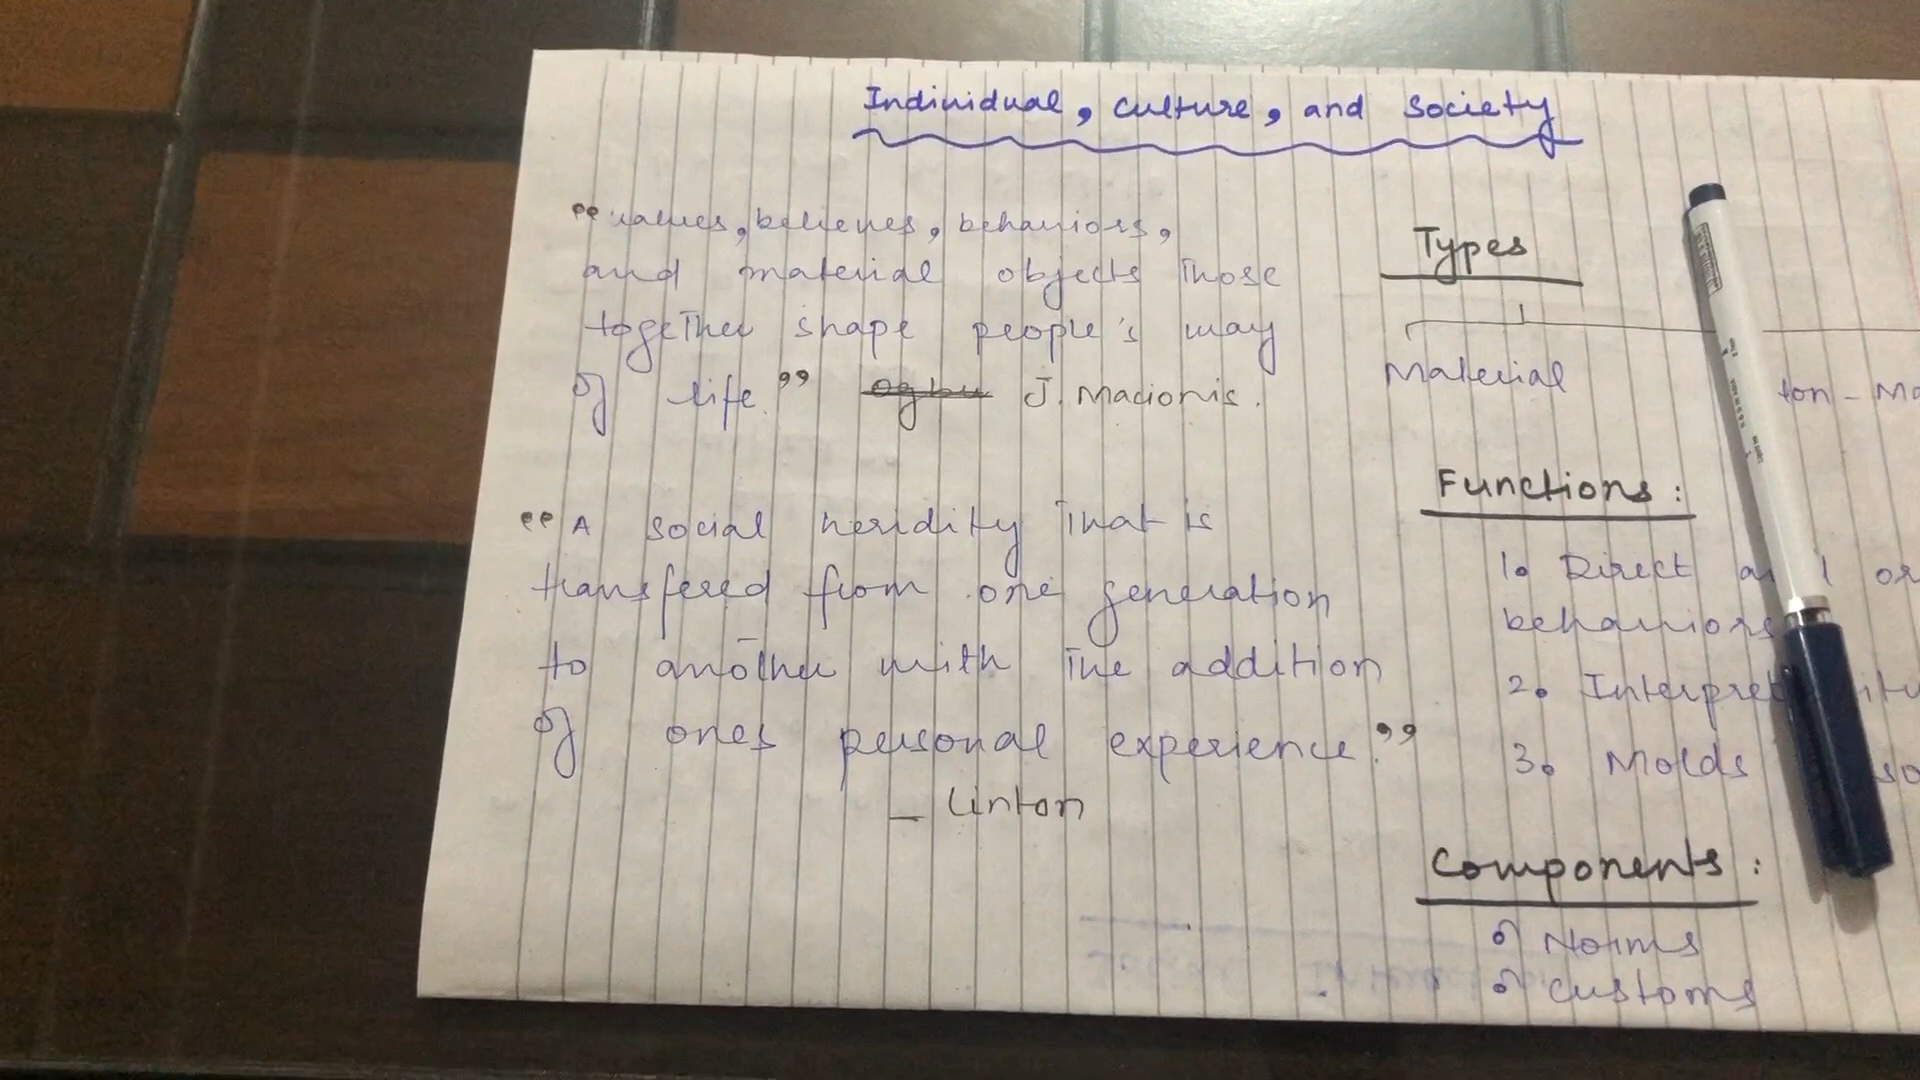 Individual, culture, and society
"values, believes, behaviors,
and material objects those
together shape people's way
of life." ogbu J. Macionis.
"A social heridity that is
transfered from one generation
to another with the addition
of ones personal experience."
_ Linton
Types
Material
Functions:
1. Direct
behaviors
2. Interpret
3. Molds
Components:
Norms
Customs